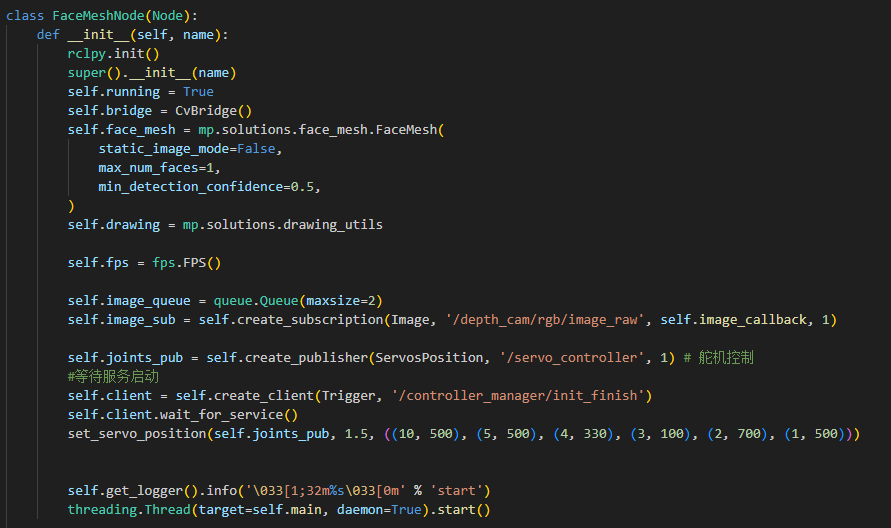 class FaceMeshNode(Node):
def __init__(self, name):
rclpy.init()
super().__init__(name)
self.running = True
self.bridge = CvBridge()
self.face_mesh = mp.solutions.face_mesh.FaceMesh(
static_image_mode=False,
max_num_faces=1,
min_detection_confidence=0.5,
)
self.drawing = mp.solutions.drawing_utils
self.fps = fps.FPS()
self.image_queue = queue.Queue(maxsize=2)
self.image_sub = self.create_subscription(Image, '/depth_cam/rgb/image_raw', self.image_callback, 1)
self.joints_pub = self.create_publisher(ServosPosition, '/servo_controller', 1) # 舵机控制
#等待服务启动
self.client = self.create_client(Trigger, '/controller_manager/init_finish')
self.client.wait_for_service()
set_servo_position(self.joints_pub, 1.5, ((10, 500), (5, 500), (4, 330), (3, 100), (2, 700), (1, 500)))
self.get_logger().info('\033[1;32m%s\033[0m' % 'start')
threading.Thread(target=self.main, daemon=True).start()